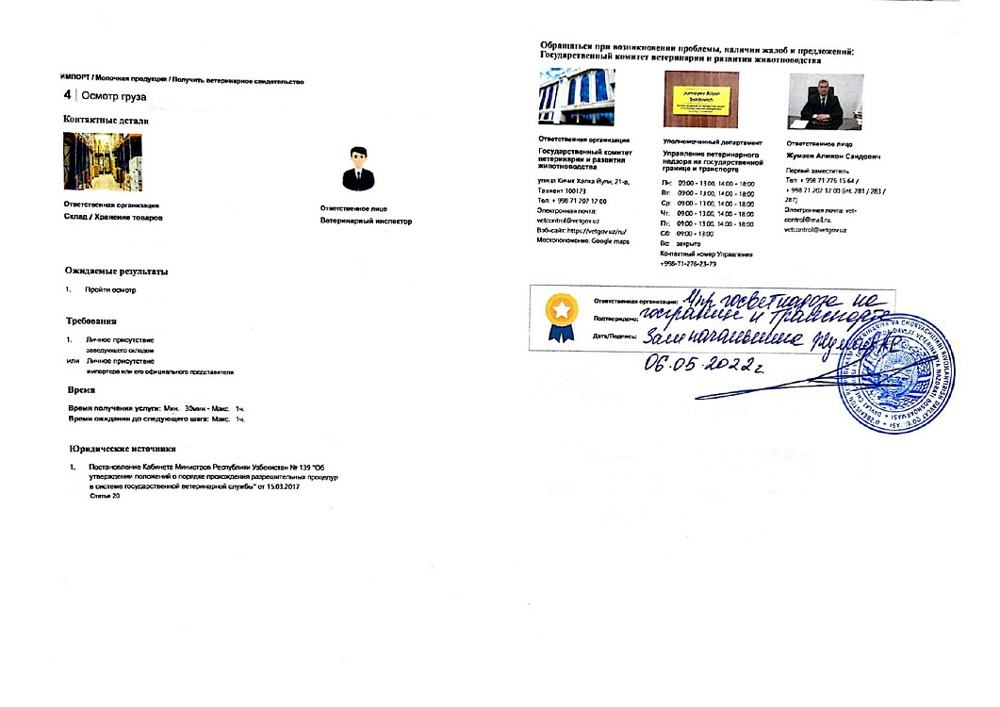 ИМПОРТ / Молочная продукция / Получить ветеринарное свидетельство
4 | Осмотр груза
Контактные детали
Ответственная организация
Склад / Хранение товаров
Ответственное лицо
Ветеринарный инспектор
Ожидаемые результаты
1. Пройти осмотр
Требования
1. Личное присутствие
заведующего складом
или Личное присутствие
импортера или его официального представителя
Время
Время получения услуги: Мин. 30мин - Макс. 1ч.
Время ожидания до следующего шага: Макс. 1ч.
Юридические источники
1. Постановление Кабинета Министров Республики Узбекистан № 139 "Об
утверждении положений о порядке прохождения разрешительных процедур
в системе государственной ветеринарной службы" от 15.03.2017
Статья 20
Обращаться при возникновении проблемы, наличии жалоб и предложений:
Государственный комитет ветеринарии и развития животноводства
Jumayev Alijon
Saidovich
Ответственная организация
Государственный комитет
ветеринарии и развития
животноводства
улица Кичик Халка Йули, 21-а,
Ташкент 100173
Тел: + 998 71 202 12 00
Электронная почта:
vetcontrol@vetgov.uz
Вэб-сайт: https://vetgov.uz/ru/
Местоположение: Google maps
Уполномоченный департамент
Управление ветеринарного
надзора на государственной
границе и транспорте
Пн: 09:00 - 13:00, 14:00 - 18:00
Вт: 09:00 - 13:00, 14:00 - 18:00
Ср: 09:00 - 13:00, 14:00 - 18:00
Чт: 09:00 - 13:00, 14:00 - 18:00
Пт: 09:00 - 13:00, 14:00 - 18:00
Сб: 09:00 - 13:00
Вс: закрыто
Контактный номер Управления
+998-71-276-23-73
Ответственное лицо
Жумаев Алижон Саидович
Первый заместитель
Тел: + 998 71 776 15 64 /
+ 998 71 202 12 00 (int. 281 / 283 /
287)
Электронная почта: vet-
control@mail.ru,
vetcontrol@vetgov.uz
Ответственная организация: Упр. госветнадзора на
Подтверждено: госгранице и транспорте
Дата/Подпись: Зам начальника
06.05.2022г